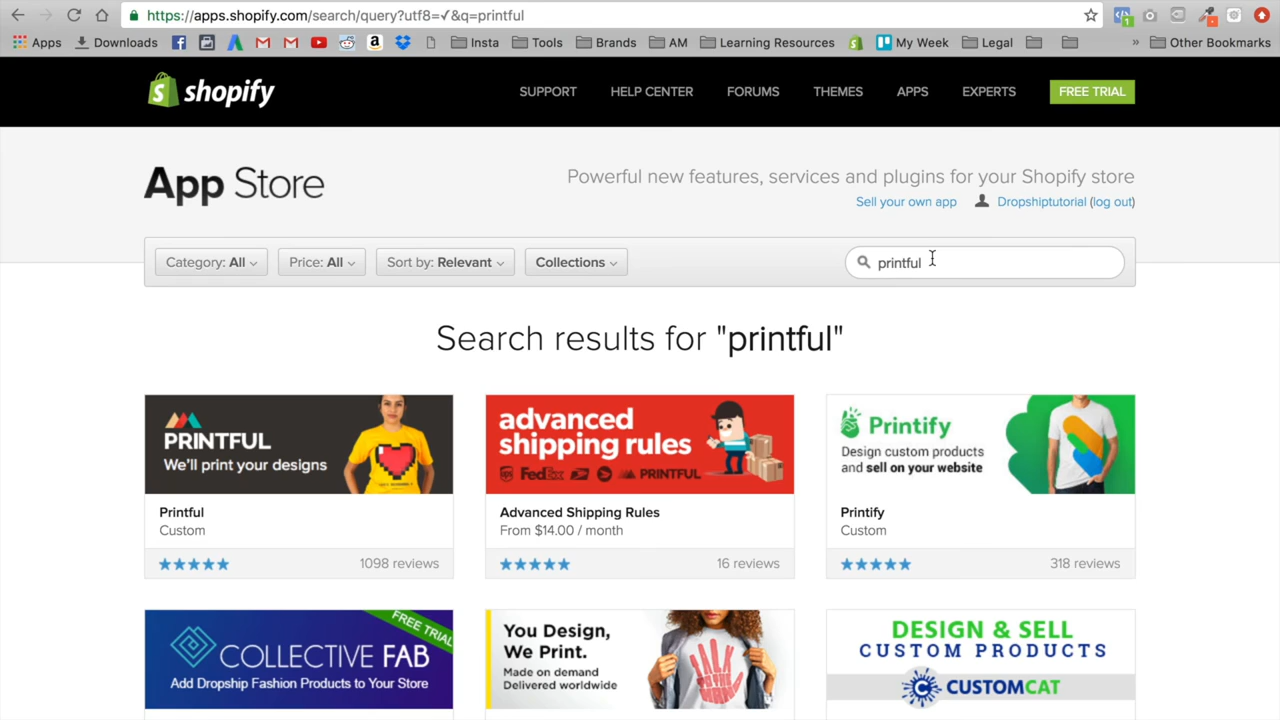 https://apps.shopify.com/search/query?utf8=✓&q=printful
1
Apps
Downloads
Insta
Tools
Brands
AM
Learning Resources
My Week
Legal
»
Other Bookmarks
shopify
SUPPORT
HELP CENTER
FORUMS
THEMES
APPS
EXPERTS
FREE TRIAL
App Store
Powerful new features, services and plugins for your Shopify store
Sell your own app
Dropshiptutorial (log out)
Category: All
Price: All
Sort by: Relevant
Collections
printful
Search results for "printful"
PRINTFUL
We'll print your designs
Printful
Custom
1098 reviews
advanced
shipping rules
FedEx
PRINTFUL
Advanced Shipping Rules
From $14.00 / month
16 reviews
Printify
Design custom products
and sell on your website
Printify
Custom
318 reviews
FREE TRIAL
COLLECTIVE FAB
Add Dropship Fashion Products to Your Store
You Design,
We Print.
Made on demand
Delivered worldwide
TALK
TO THE
DESIGN & SELL
CUSTOM PRODUCTS
CUSTOMCAT